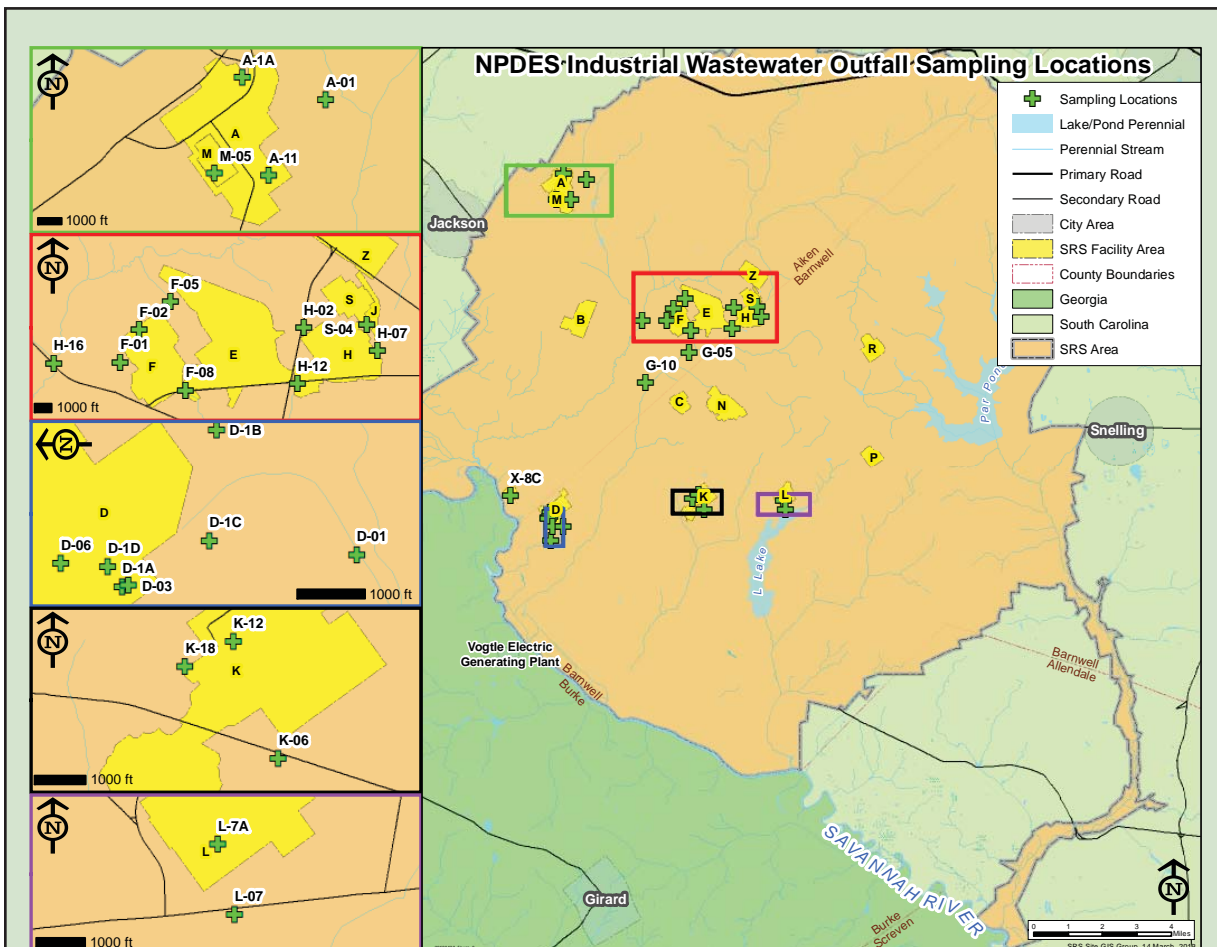 NPDES Industrial Wastewater Outfall Sampling Locations
Sampling Locations
Lake/Pond Perennial
Perennial Stream
Primary Road
Secondary Road
City Area
SRS Facility Area
County Boundaries
Georgia
South Carolina
SRS Area
N
A-1A
A-01
A
M
M-05
A-11
1000 ft
N
Z
F-05
S
F-02
H-02
J
S-04
H-07
F-01
H-16
E
H
F
F-08
H-12
1000 ft
N
D-1B
D
D-1C
D-01
D-06
D-1D
D-1A
D-03
1000 ft
N
K-12
K-18
K
K-06
1000 ft
N
L-7A
L
L-07
1000 ft
A
M
Jackson
Aiken
Barnwell
Z
S
B
F
E
H
G-05
R
G-10
C
N
Par Pon
Snelling
P
X-8C
D
K
L
L Lake
Vogtle Electric
Generating Plant
Barnwell
Burke
Barnwell
Allendale
SAVANNAH RIVER
Girard
Burke
Screven
N
0 1 2 3 4
Miles